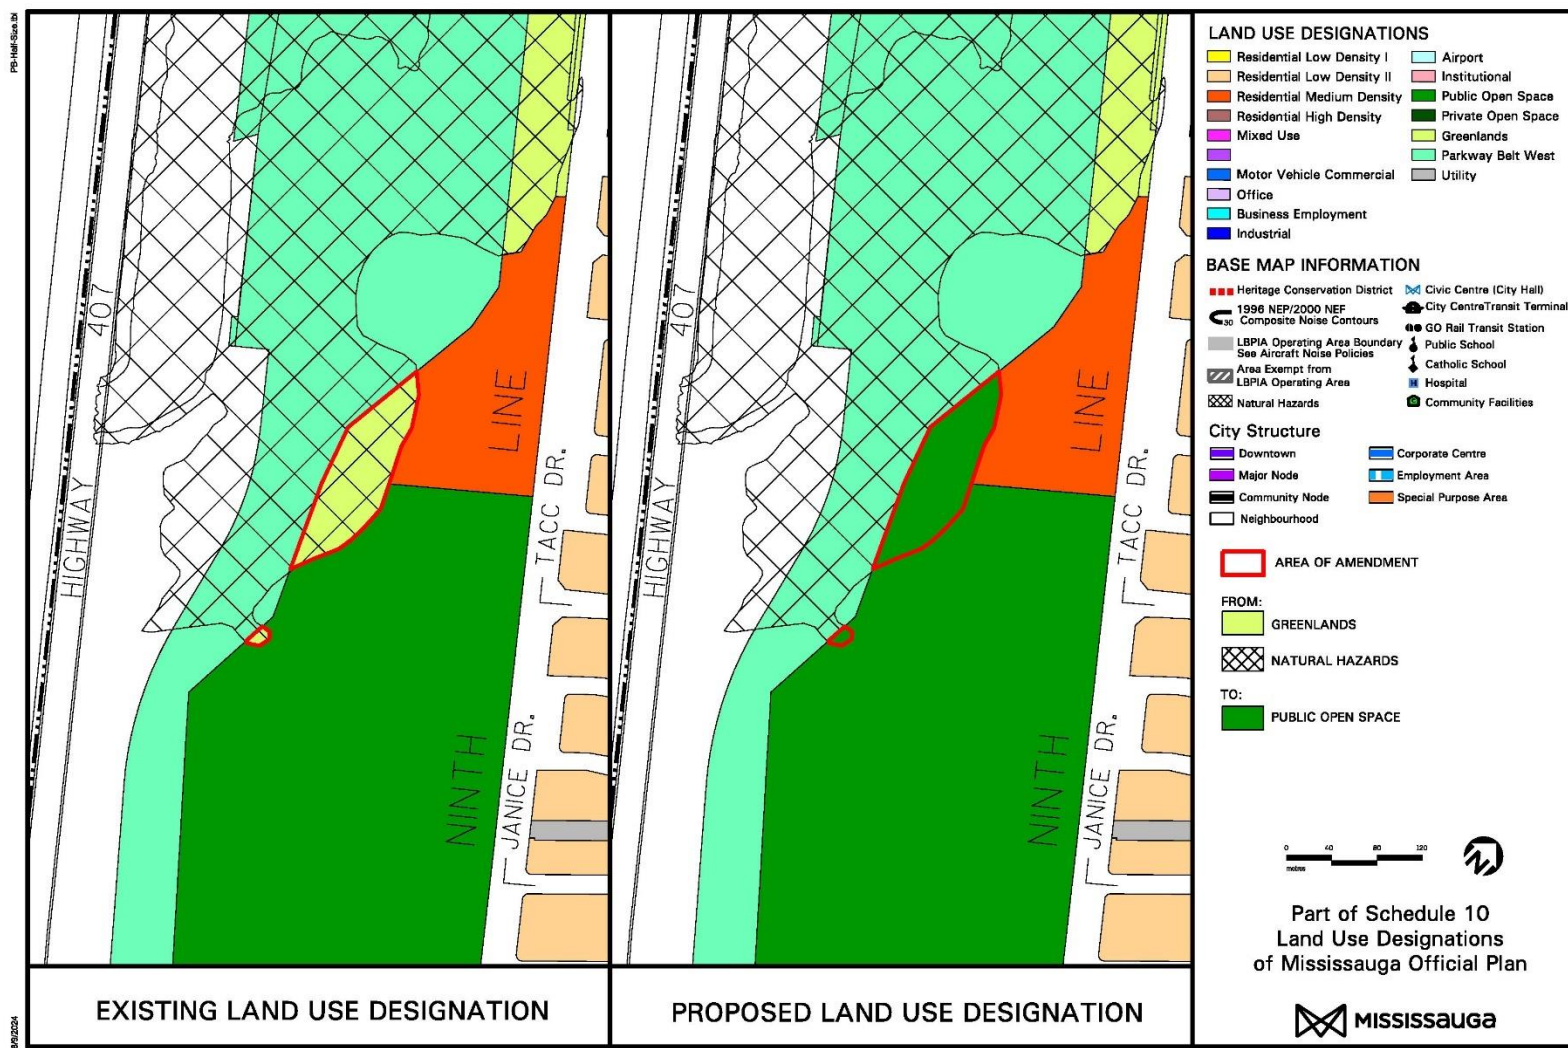 PB-Half-Size.tbl
8/9/2024
HIGHWAY 407
NINTH LINE
TACC DR.
JANICE DR.
EXISTING LAND USE DESIGNATION
HIGHWAY 407
NINTH LINE
TACC DR.
JANICE DR.
PROPOSED LAND USE DESIGNATION
LAND USE DESIGNATIONS
Residential Low Density I
Residential Low Density II
Residential Medium Density
Residential High Density
Mixed Use
Motor Vehicle Commercial
Office
Business Employment
Industrial
Airport
Institutional
Public Open Space
Private Open Space
Greenlands
Parkway Belt West
Utility
BASE MAP INFORMATION
Heritage Conservation District
30
1996 NEP/2000 NEF
Composite Noise Contours
LBPIA Operating Area Boundary
See Aircraft Noise Policies
Area Exempt from
LBPIA Operating Area
Natural Hazards
Civic Centre (City Hall)
City CentreTransit Terminal
GO Rail Transit Station
Public School
Catholic School
H Hospital
Community Facilities
City Structure
Downtown
Major Node
Community Node
Neighbourhood
Corporate Centre
Employment Area
Special Purpose Area
AREA OF AMENDMENT
FROM:
GREENLANDS
NATURAL HAZARDS
TO:
PUBLIC OPEN SPACE
0 40 80 120
metres
Part of Schedule 10
Land Use Designations
of Mississauga Official Plan
MISSISSAUGA